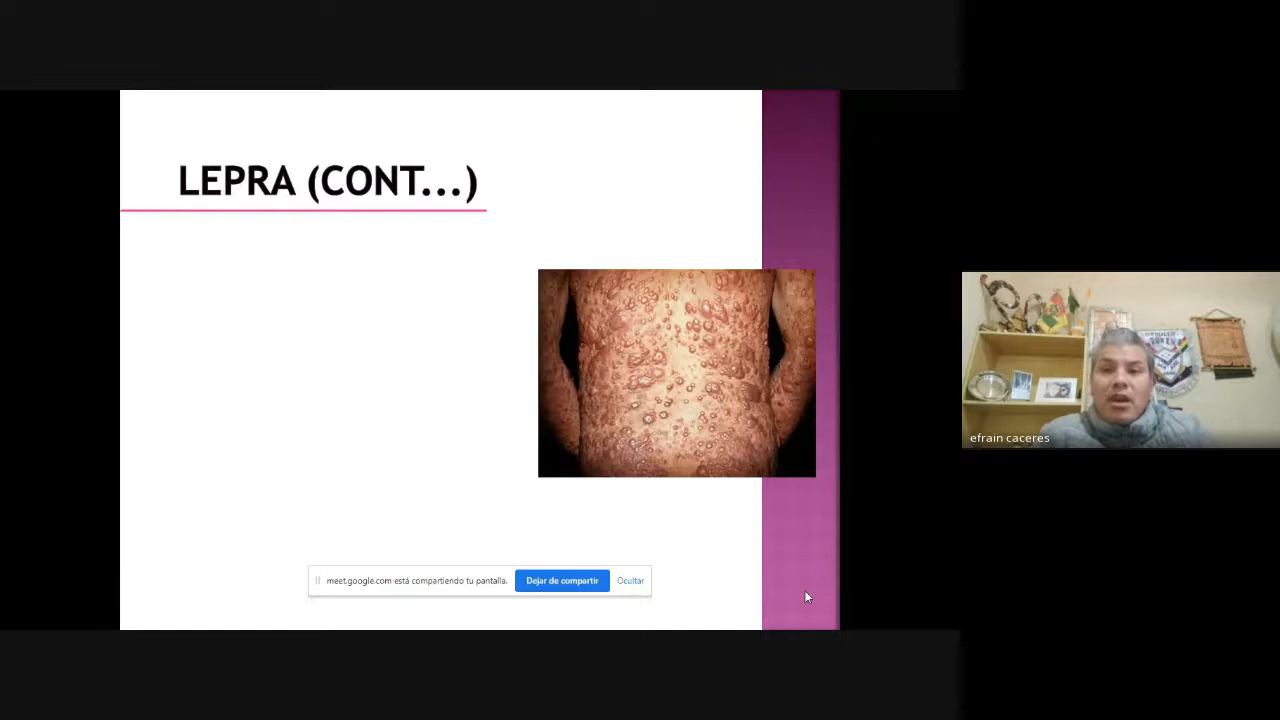 LEPRA (CONT...)
efrain caceres
meet.google.com está compartiendo tu pantalla.
Dejar de compartir
Ocultar